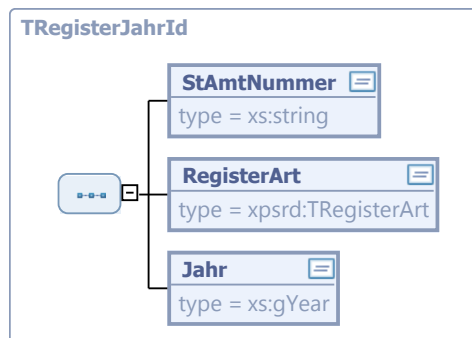 TRegisterJahrId
StAmtNummer
type = xs:string
RegisterArt
type = xpsrd:TRegisterArt
Jahr
type = xs:gYear